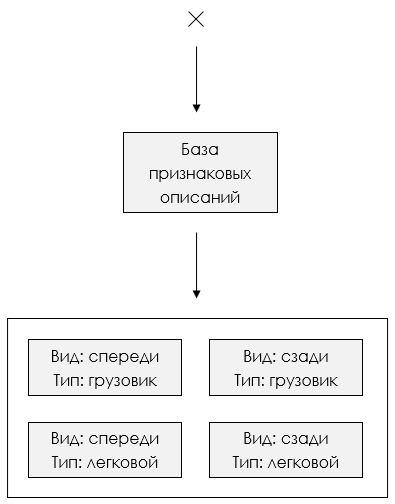 База
признаковых
описаний
Вид: спереди
Тип: грузовик
Вид: сзади
Тип: грузовик
Вид: спереди
Тип: легковой
Вид: сзади
Тип: легковой